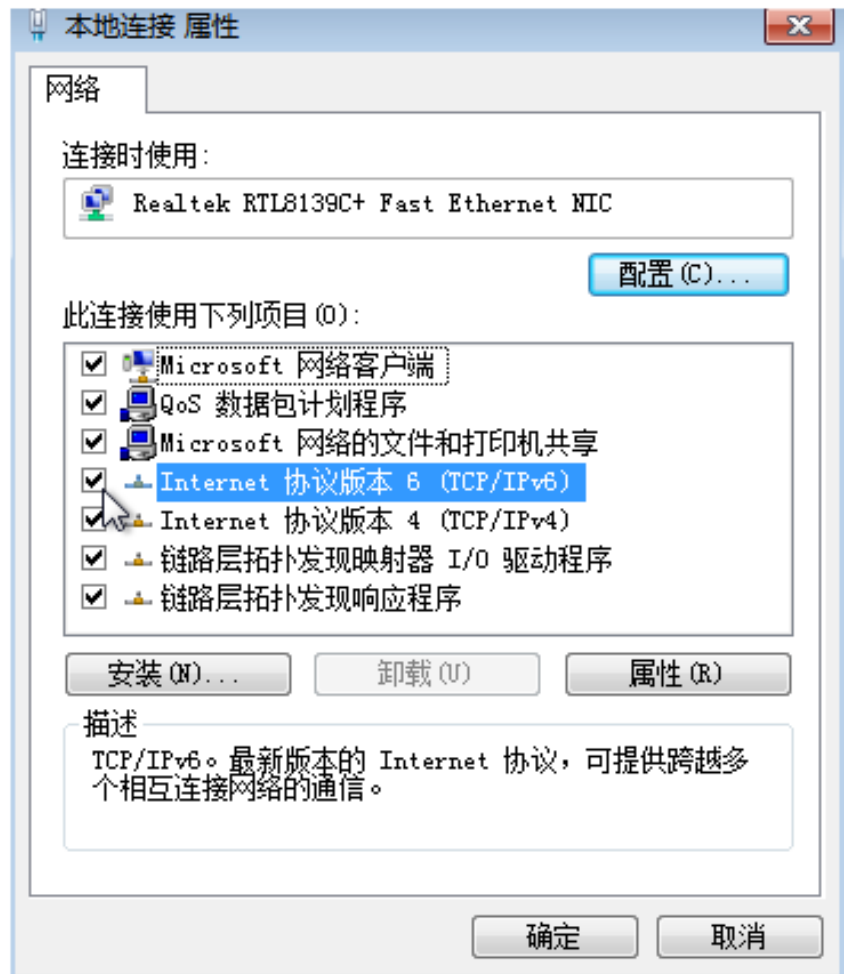 本地连接 属性
网络
连接时使用:
Realtek RTL8139C+ Fast Ethernet NIC
配置(C)...
此连接使用下列项目(O):
Microsoft 网络客户端
QoS 数据包计划程序
Microsoft 网络的文件和打印机共享
Internet 协议版本 6 (TCP/IPv6)
Internet 协议版本 4 (TCP/IPv4)
链路层拓扑发现映射器 I/O 驱动程序
链路层拓扑发现响应程序
安装(N)... 卸载(U) 属性(R)
描述
TCP/IPv6。最新版本的 Internet 协议，可提供跨越多
个相互连接网络的通信。
确定 取消